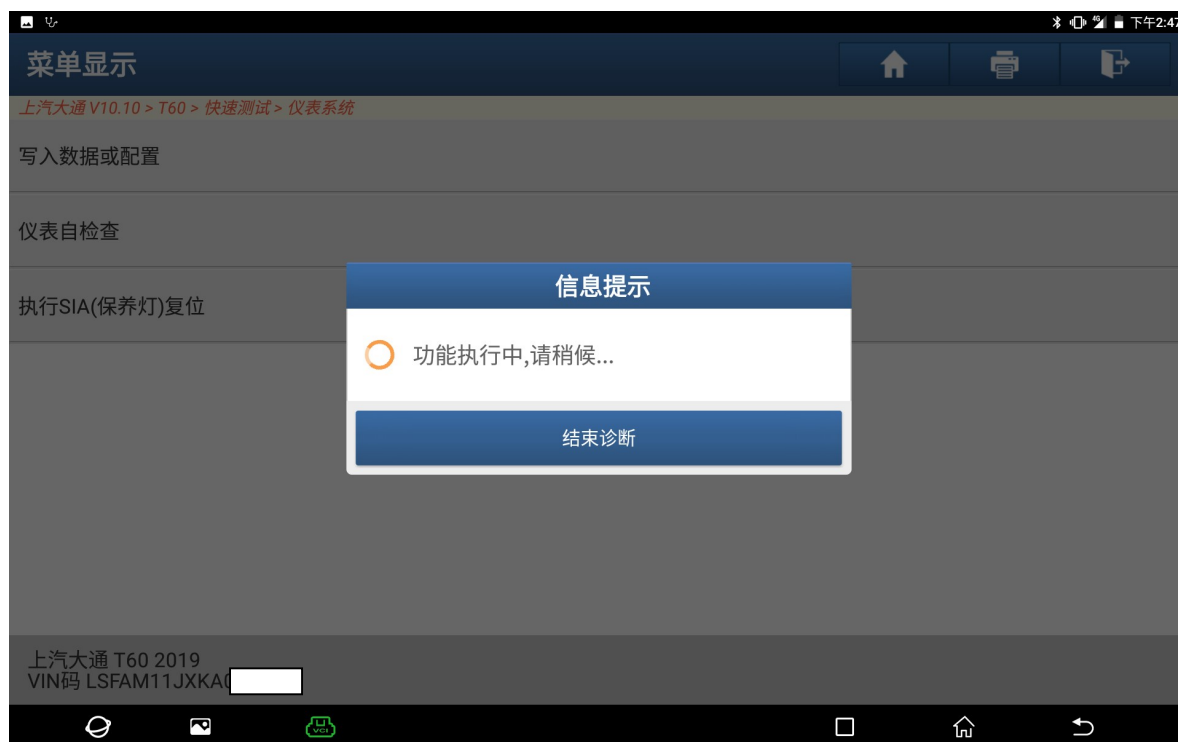 4G 下午2:47
菜单显示
上汽大通 V10.10 > T60 > 快速测试 > 仪表系统
写入数据或配置
仪表自检查
执行SIA(保养灯)复位
信息提示
功能执行中,请稍候...
结束诊断
上汽大通 T60 2019
VIN码 LSFAM11JXKA
VCI